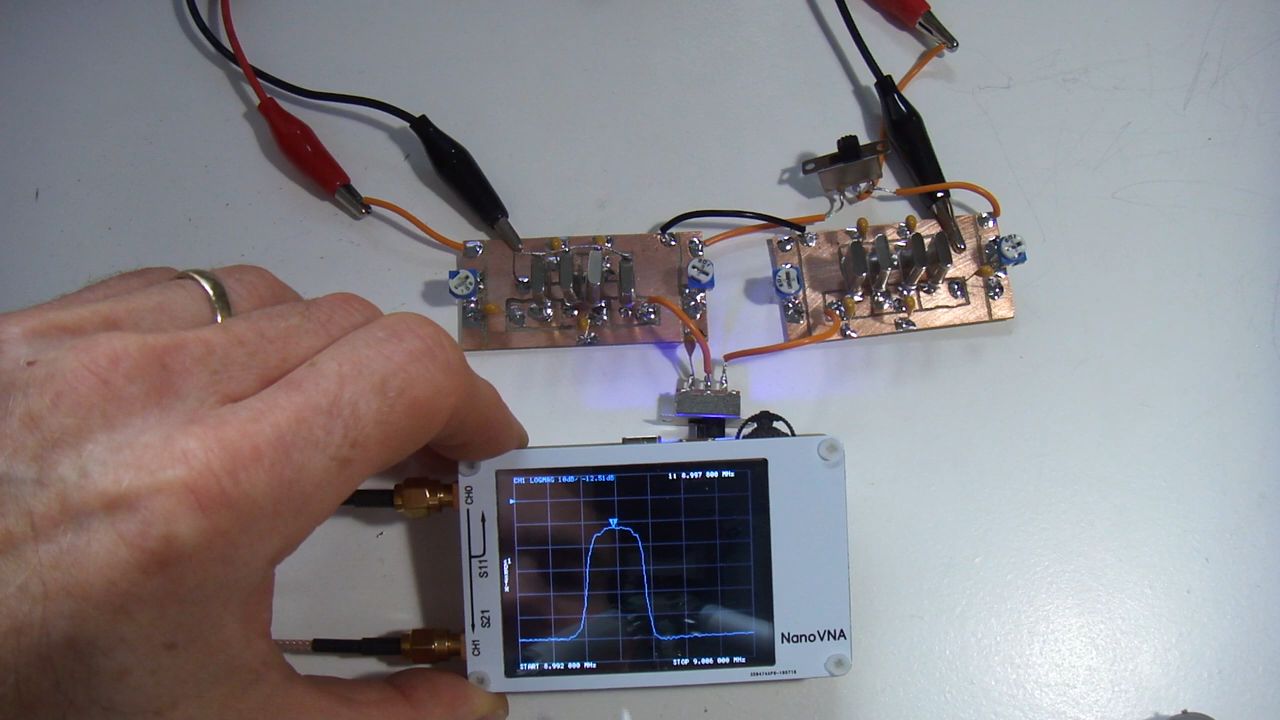 CH1 LOGMAG 10dB/ -12.51dB
1: 8.997 800 MHz
START 8.992 000 MHz
STOP 9.006 000 MHz
CH0
S11
S21
CH1
NanoVNA